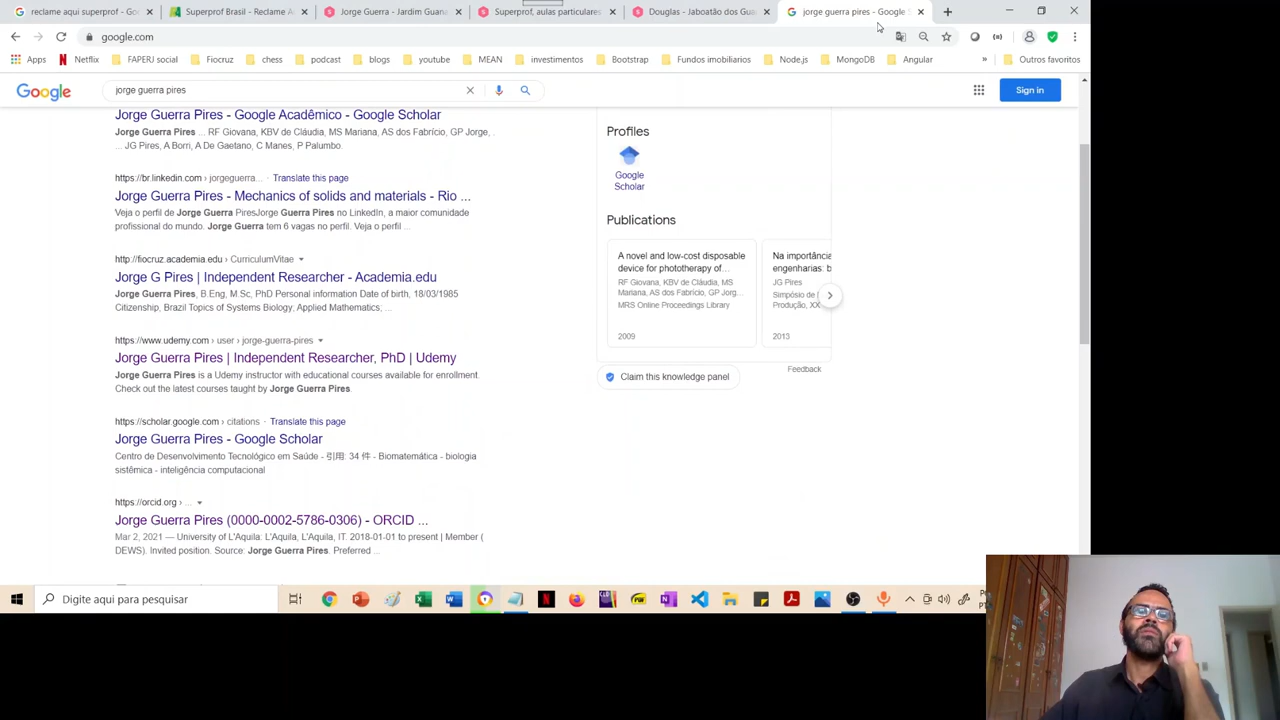 reclame aqui superprof - Goo
Superprof Brasil - Reclame A
Jorge Guerra - Jardim Guana
Superprof, aulas particulares
Douglas - Jaboatão dos Gua
jorge guerra pires - Google
google.com
Apps
Netflix
FAPERJ social
Fiocruz
chess
podcast
blogs
youtube
MEAN
investimentos
Bootstrap
Fundos imobiliarios
Node.js
MongoDB
Angular
»
Outros favoritos
Google
jorge guerra pires
Sign in
Jorge Guerra Pires - Google Acadêmico - Google Scholar
Jorge Guerra Pires ... RF Giovana, KBV de Cláudia, MS Mariana, AS dos Fabrício, GP Jorge, .
... JG Pires, A Borri, A De Gaetano, C Manes, P Palumbo.
https://br.linkedin.com › jorgeguerra... · Translate this page
Jorge Guerra Pires - Mechanics of solids and materials - Rio ...
Veja o perfil de Jorge Guerra PiresJorge Guerra Pires no LinkedIn, a maior comunidade
profissional do mundo. Jorge Guerra tem 6 vagas no perfil. Veja o perfil ...
http://fiocruz.academia.edu › CurriculumVitae
Jorge G Pires | Independent Researcher - Academia.edu
Jorge Guerra Pires, B.Eng, M.Sc, PhD Personal information Date of birth, 18/03/1985
Citizenship, Brazil Topics of Systems Biology; Applied Mathematics; ...
https://www.udemy.com › user › jorge-guerra-pires
Jorge Guerra Pires | Independent Researcher, PhD | Udemy
Jorge Guerra Pires is a Udemy instructor with educational courses available for enrollment.
Check out the latest courses taught by Jorge Guerra Pires.
https://scholar.google.com › citations · Translate this page
Jorge Guerra Pires - Google Scholar
Centro de Desenvolvimento Tecnológico em Saúde - 引用: 34 件 - Biomatemática - biologia
sistêmica - inteligência computacional
https://orcid.org › ...
Jorge Guerra Pires (0000-0002-5786-0306) - ORCID ...
Mar 2, 2021 — University of L'Aquila: L'Aquila, L'Aquila, IT. 2018-01-01 to present | Member (
DEWS). Invited position. Source: Jorge Guerra Pires. Preferred ...
Profiles
Google
Scholar
Publications
A novel and low-cost disposable
device for phototherapy of...
RF Giovana, KBV de Cláudia, MS
Mariana, AS dos Fabrício, GP Jorg...
MRS Online Proceedings Library
2009
Na importância
engenharias: b
JG Pires
Simpósio de
Produção, XX
2013
Feedback
Claim this knowledge panel
Digite aqui para pesquisar